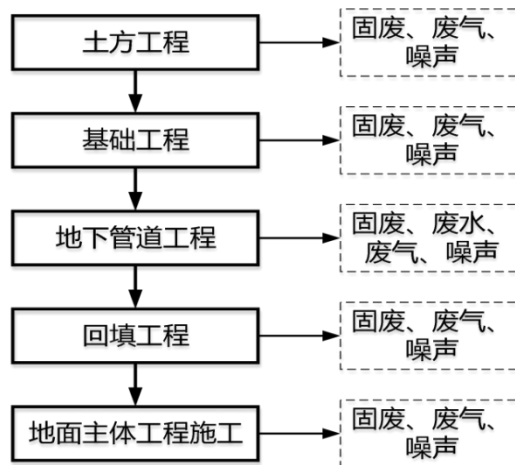 土方工程
固废、废气、
噪声
基础工程
固废、废气、
噪声
地下管道工程
固废、废水、
废气、噪声
回填工程
固废、废气、
噪声
地面主体工程施工
固废、废气、
噪声